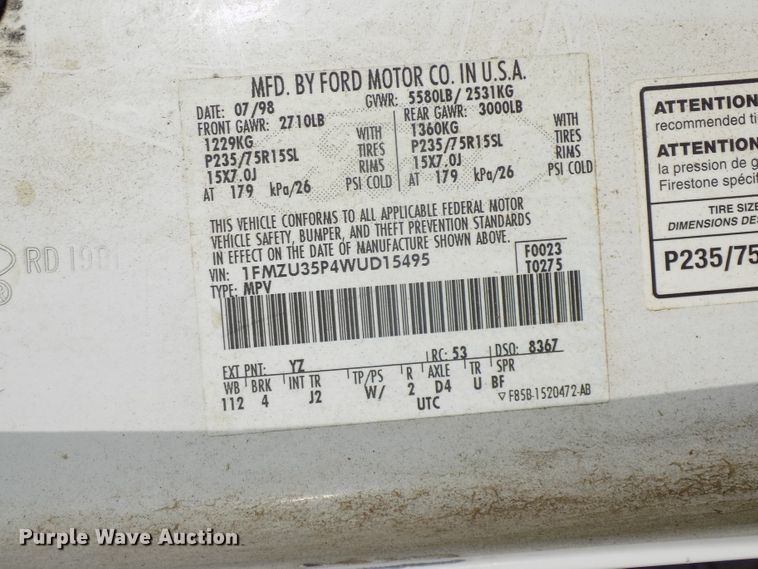 MFD. BY FORD MOTOR CO. IN U.S.A.
DATE: 07/98 GVWR: 5580LB/ 2531KG
FRONT GAWR: 2710LB REAR GAWR: 3000LB
1229KG WITH 1360KG WITH
P235/75R15SL TIRES P235/75R15SL TIRES
15X7.0J RIMS 15X7.0J RIMS
AT 179 kPa/26 PSI COLD AT 179 kPa/26 PSI COLD
THIS VEHICLE CONFORMS TO ALL APPLICABLE FEDERAL MOTOR
VEHICLE SAFETY, BUMPER, AND THEFT PREVENTION STANDARDS
IN EFFECT ON THE DATE OF MANUFACTURE SHOWN ABOVE.
VIN: 1FMZU35P4WUD15495 F0023
TYPE: MPV T0275
EXT PNT: YZ RC: 53 DSO: 8367
WB BRK INT TR TP/PS R AXLE TR SPR
112 4 J2 W/ 2 D4 U BF
UTC ▽F85B-1520472-AB
ATTENTION
recommended ti
ATTENTION
la pression de g
Firestone spécif
TIRE SIZE
DIMENSIONS DES
P235/75
RD 1901
Purple Wave Auction